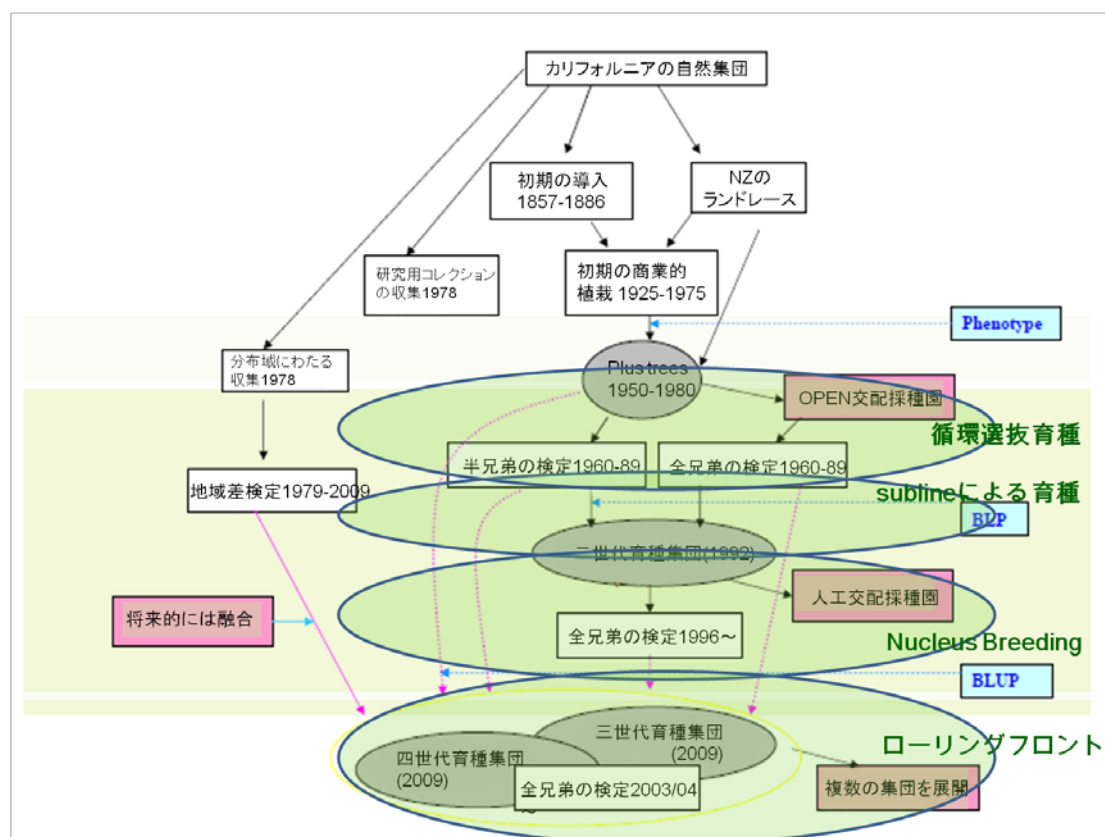 カリフォルニアの自然集団
初期の導入
1857-1886
NZの
ランドレース
研究用コレクション
の収集1978
初期の商業的
植栽 1925-1975
Phenotype
分布域にわたる
収集1978
Plus trees
1950-1980
OPEN交配採種園
循環選抜育種
半兄弟の検定1960-89
全兄弟の検定1960-89
地域差検定1979-2009
sublineによる育種
BLP
二世代育種集団(1992)
将来的には融合
人工交配採種園
全兄弟の検定1996～
Nucleus Breeding
BLUP
三世代育種集団
(2009)
ローリングフロント
四世代育種集団
(2009)
全兄弟の検定2003/04
～
複数の集団を展開